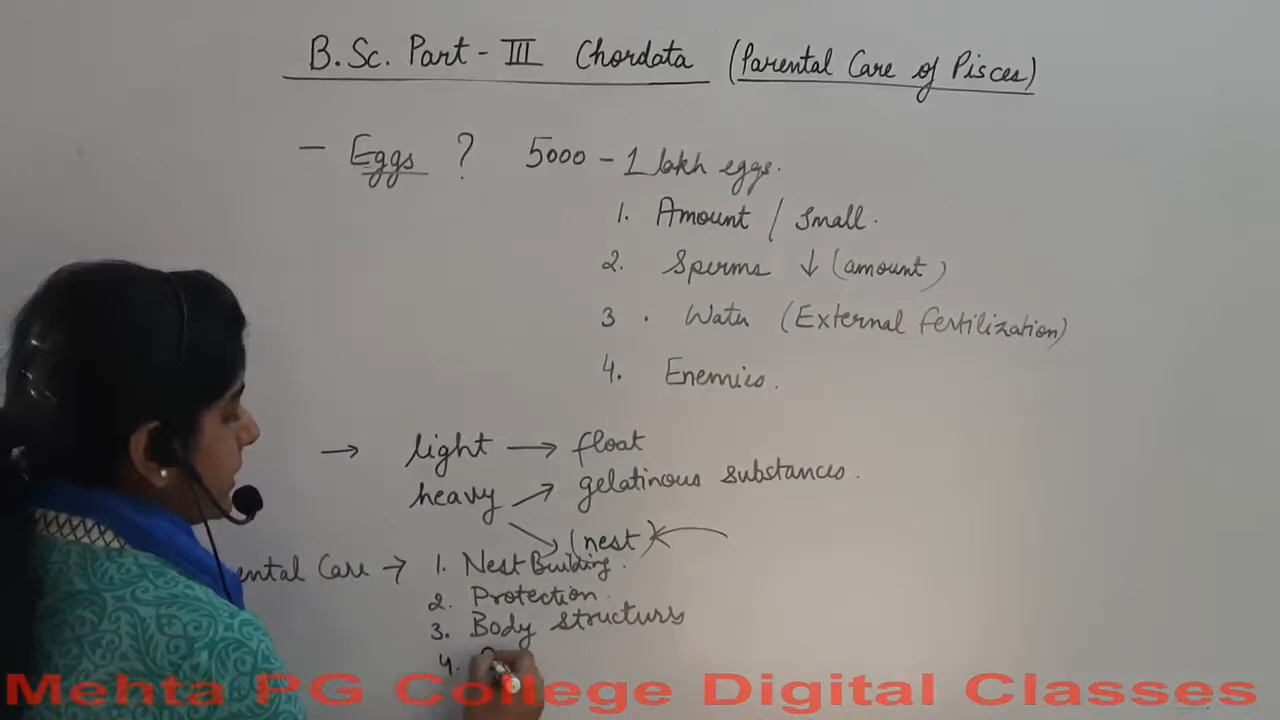 B.Sc. Part - III Chordata (Parental Care of Pisces)
— Eggs ? 5000 - 1 lakh eggs.
1. Amount / Small.
2. Sperms ↓ (amount)
3. Water (External Fertilization)
4. Enemies.
→ light → float
heavy → gelatinous substances.
(nest)
ental Care → 1. Nest Building.
2. Protection.
3. Body structurs
4.
Mehta PG College Digital Classes